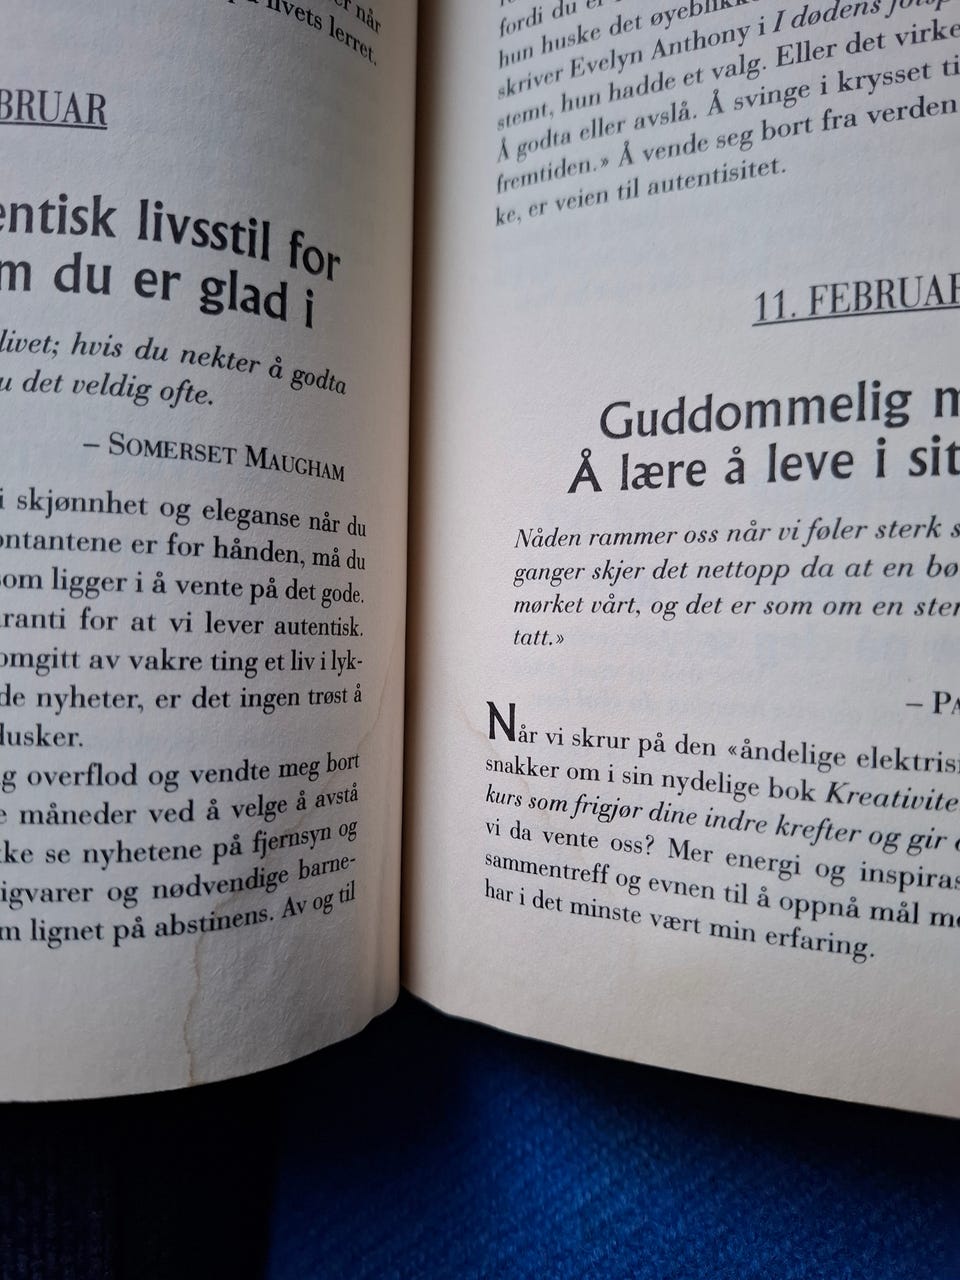 når
livets lerret.
BRUAR
entisk livsstil for
m du er glad i
livet; hvis du nekter å godta
u det veldig ofte.
– SOMERSET MAUGHAM
i skjønnhet og eleganse når du
ontantene er for hånden, må du
som ligger i å vente på det gode.
ranti for at vi lever autentisk.
omgitt av vakre ting et liv i lyk-
de nyheter, er det ingen trøst å
dusker.
g overflod og vendte meg bort
e måneder ved å velge å avstå
ke se nyhetene på fjernsyn og
igvarer og nødvendige barne-
m lignet på abstinens. Av og til
fordi du er
hun huske det øyeblikke
skriver Evelyn Anthony i I dødens fotsp
stemt, hun hadde et valg. Eller det virke
Å godta eller avslå. Å svinge i krysset ti
fremtiden.» Å vende seg bort fra verden
ke, er veien til autentisitet.
11. FEBRUAR
Guddommelig m
Å lære å leve i sit
Nåden rammer oss når vi føler sterk s
ganger skjer det nettopp da at en bø
mørket vårt, og det er som om en stem
tatt.»
– PA
Når vi skrur på den «åndelige elektrisi
snakker om i sin nydelige bok Kreativite
kurs som frigjør dine indre krefter og gir d
vi da vente oss? Mer energi og inspiras
sammentreff og evnen til å oppnå mål me
har i det minste vært min erfaring.